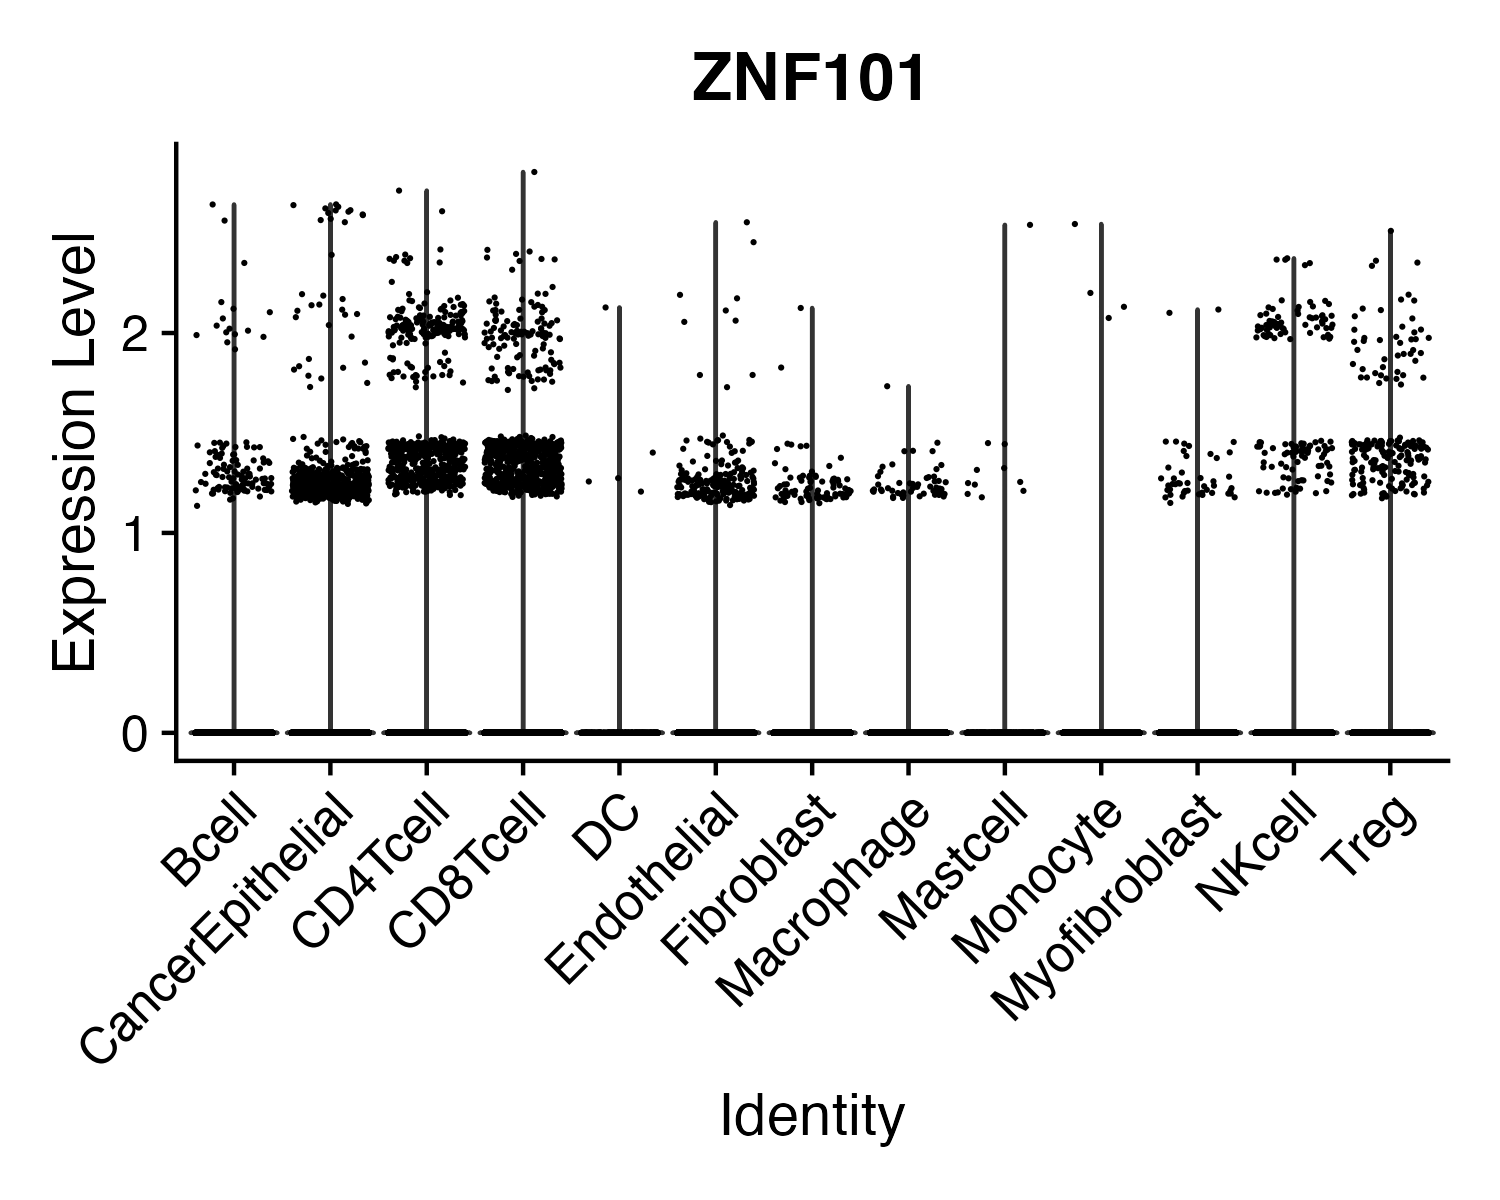 ZNF101
Expression Level
2
1
0
Bcell
CancerEpithelial
CD4Tcell
CD8Tcell
DC
Endothelial
Fibroblast
Macrophage
Mastcell
Monocyte
Myofibroblast
NKcell
Treg
Identity